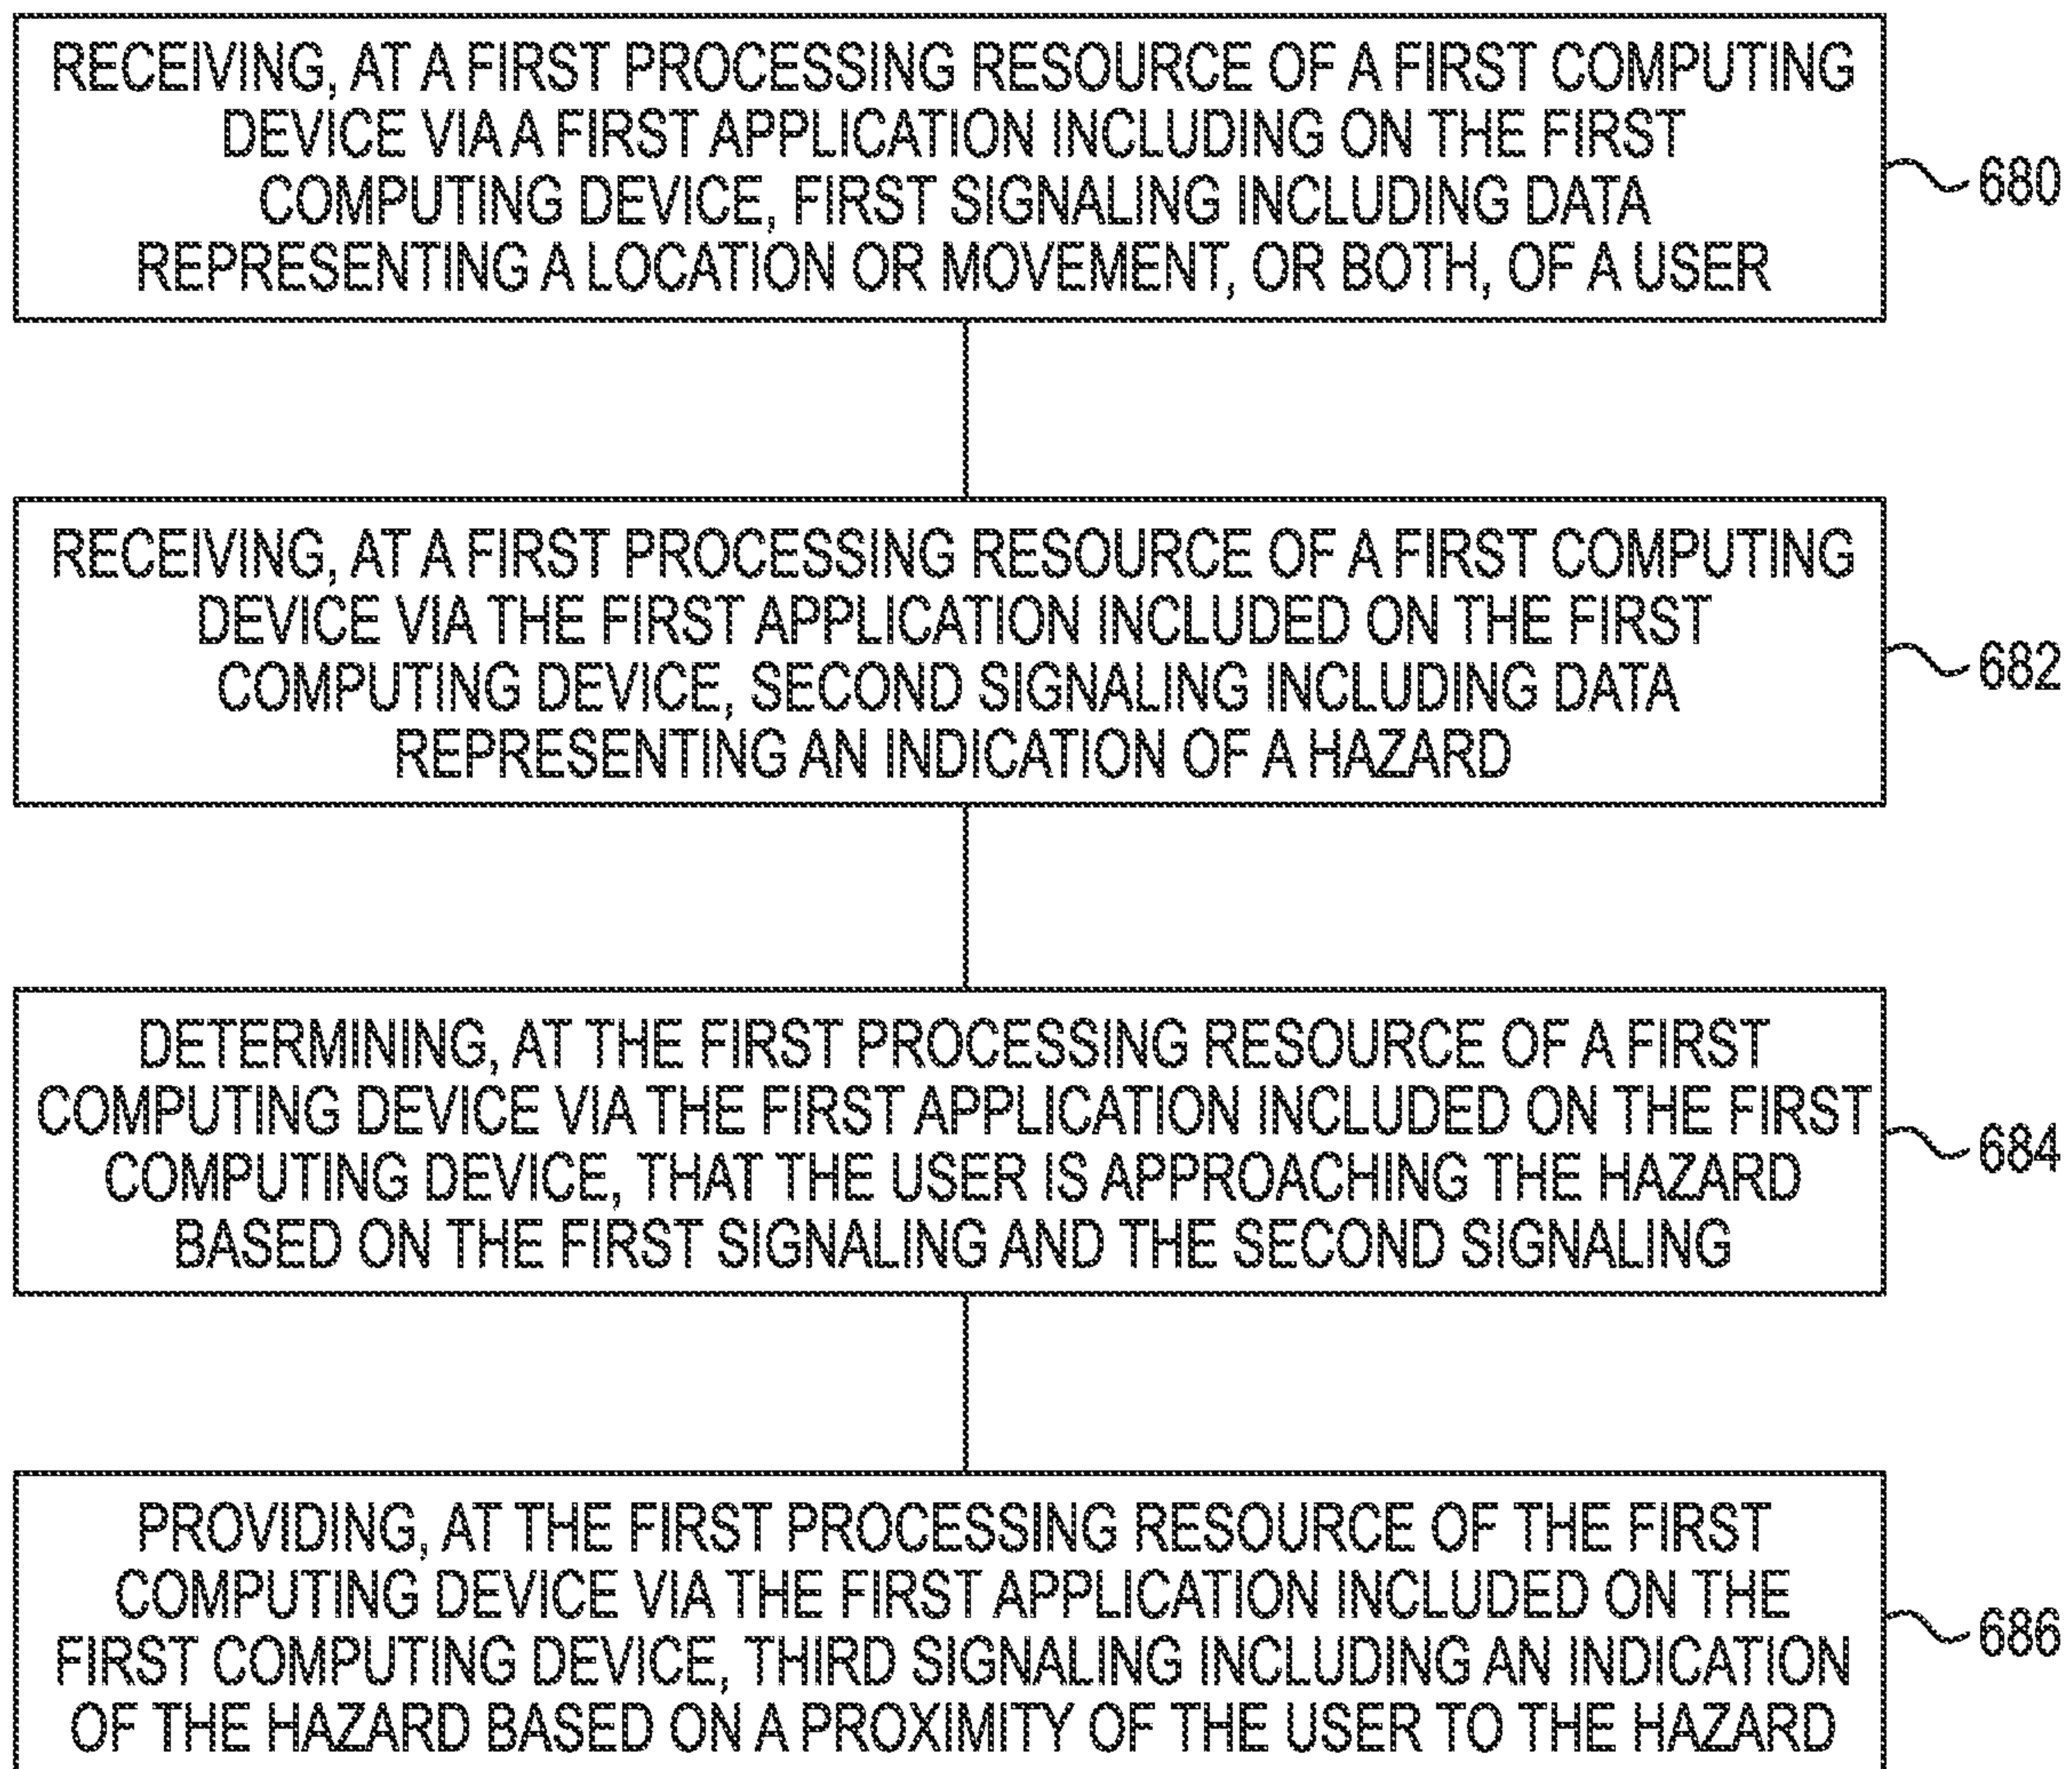 RECEIVING, AT A FIRST PROCESSING RESOURCE OF A FIRST COMPUTING
DEVICE VIA A FIRST APPLICATION INCLUDING ON THE FIRST
COMPUTING DEVICE, FIRST SIGNALING INCLUDING DATA
REPRESENTING A LOCATION OR MOVEMENT, OR BOTH, OF A USER
680
RECEIVING, AT A FIRST PROCESSING RESOURCE OF A FIRST COMPUTING
DEVICE VIA THE FIRST APPLICATION INCLUDED ON THE FIRST
COMPUTING DEVICE, SECOND SIGNALING INCLUDING DATA
REPRESENTING AN INDICATION OF A HAZARD
682
DETERMINING, AT THE FIRST PROCESSING RESOURCE OF A FIRST
COMPUTING DEVICE VIA THE FIRST APPLICATION INCLUDED ON THE FIRST
COMPUTING DEVICE, THAT THE USER IS APPROACHING THE HAZARD
BASED ON THE FIRST SIGNALING AND THE SECOND SIGNALING
684
PROVIDING, AT THE FIRST PROCESSING RESOURCE OF THE FIRST
COMPUTING DEVICE VIA THE FIRST APPLICATION INCLUDED ON THE
FIRST COMPUTING DEVICE, THIRD SIGNALING INCLUDING AN INDICATION
OF THE HAZARD BASED ON A PROXIMITY OF THE USER TO THE HAZARD
686